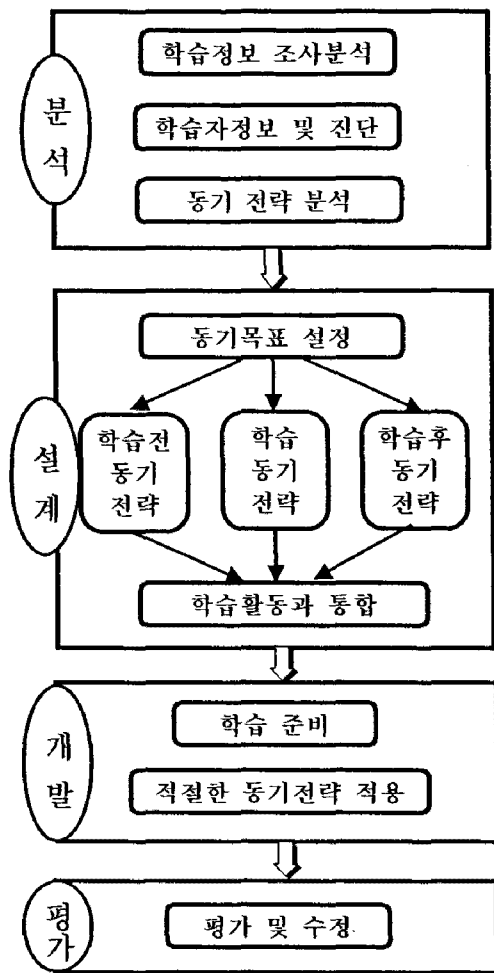 분
석
학습정보 조사분석
학습자정보 및 진단
동기 전략 분석
설
계
동기목표 설정
학습전
동기
전략
학습
동기
전략
학습후
동기
전략
학습활동과 통합
개
발
학습 준비
적절한 동기전략 적용
평
가
평가 및 수정